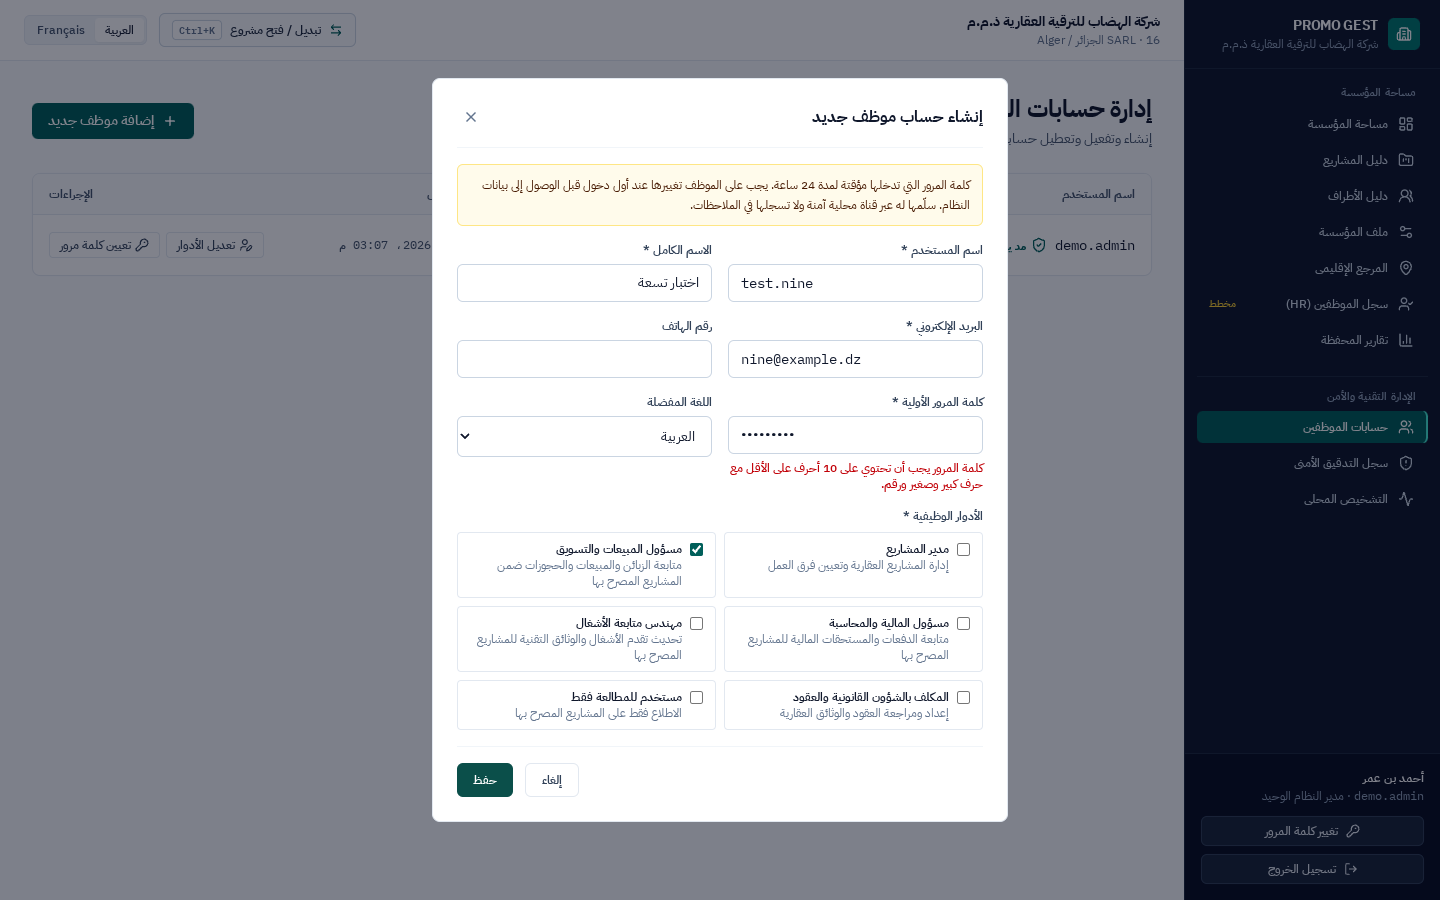 PROMO GEST
شركة الهضاب للترقية العقارية ذ.م.م
مساحة المؤسسة
مساحة المؤسسة
دليل المشاريع
دليل الأطراف
ملف المؤسسة
المرجع الإقليمي
سجل الموظفين (HR)
مخطط
تقارير المحفظة
الإدارة التقنية والأمن
حسابات الموظفين
سجل التدقيق الأمني
التشخيص المحلي
أحمد بن عمر
demo.admin · مدير النظام الوحيد
تغيير كلمة المرور
تسجيل الخروج
شركة الهضاب للترقية العقارية ذ.م.م
SARL · 16 الجزائر / Alger
تبديل / فتح مشروع
Ctrl+K
العربية
Français
إدارة حسابات
إنشاء وتفعيل وتعطيل
إضافة موظف جديد
اسم المستخدم
الإجراءات
demo.admin
2026، 03:07 م
تعديل الأدوار
تعيين كلمة مرور
إنشاء حساب موظف جديد
كلمة المرور التي تدخلها مؤقتة لمدة 24 ساعة. يجب على الموظف تغييرها عند أول دخول قبل الوصول إلى بيانات
النظام. سلّمها له عبر قناة محلية آمنة ولا تسجلها في الملاحظات.
اسم المستخدم *
test.nine
الاسم الكامل *
اختبار تسعة
البريد الإلكتروني *
nine@example.dz
رقم الهاتف
كلمة المرور الأولية *
•••••••••
كلمة المرور يجب أن تحتوي على 10 أحرف على الأقل مع
حرف كبير وصغير ورقم.
اللغة المفضلة
العربية
الأدوار الوظيفية *
مدير المشاريع
إدارة المشاريع العقارية وتعيين فرق العمل
مسؤول المبيعات والتسويق
متابعة الزبائن والمبيعات والحجوزات ضمن
المشاريع المصرح بها
مسؤول المالية والمحاسبة
متابعة الدفعات والمستحقات المالية للمشاريع
المصرح بها
مهندس متابعة الأشغال
تحديث تقدم الأشغال والوثائق التقنية للمشاريع
المصرح بها
المكلف بالشؤون القانونية والعقود
إعداد ومراجعة العقود والوثائق العقارية
مستخدم للمطالعة فقط
الاطلاع فقط على المشاريع المصرح بها
إلغاء
حفظ